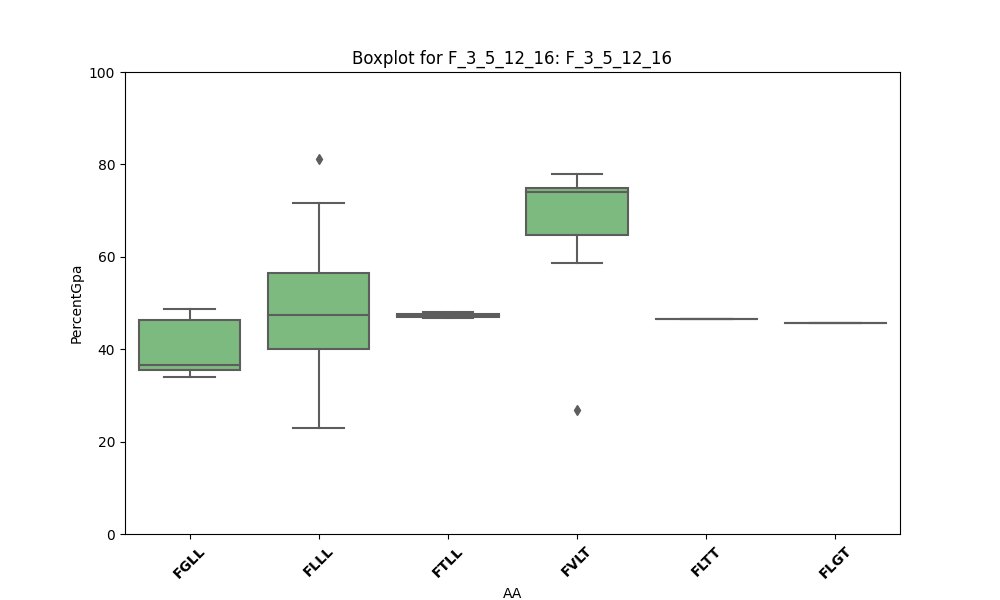 Boxplot for F_3_5_12_16: F_3_5_12_16
100
80
60
40
20
0
PercentGpa
FGLL
FLLL
FTLL
FVLT
FLTT
FLGT
AA